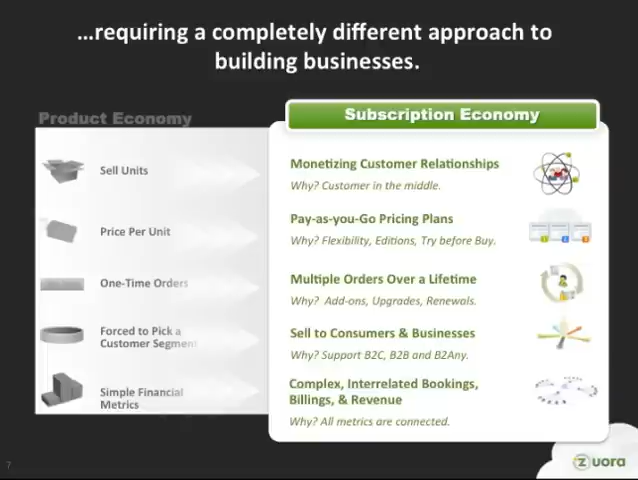 ...requiring a completely different approach to
building businesses.
Product Economy
Sell Units
Price Per Unit
One-Time Orders
Forced to Pick a
Customer Segment
Simple Financial
Metrics
Subscription Economy
Monetizing Customer Relationships
Why? Customer in the middle.
Pay-as-you-Go Pricing Plans
Why? Flexibility, Editions, Try before Buy.
Multiple Orders Over a Lifetime
Why? Add-ons, Upgrades, Renewals.
Sell to Consumers & Businesses
Why? Support B2C, B2B and B2Any.
Complex, Interrelated Bookings,
Billings, & Revenue
Why? All metrics are connected.
7
zuora